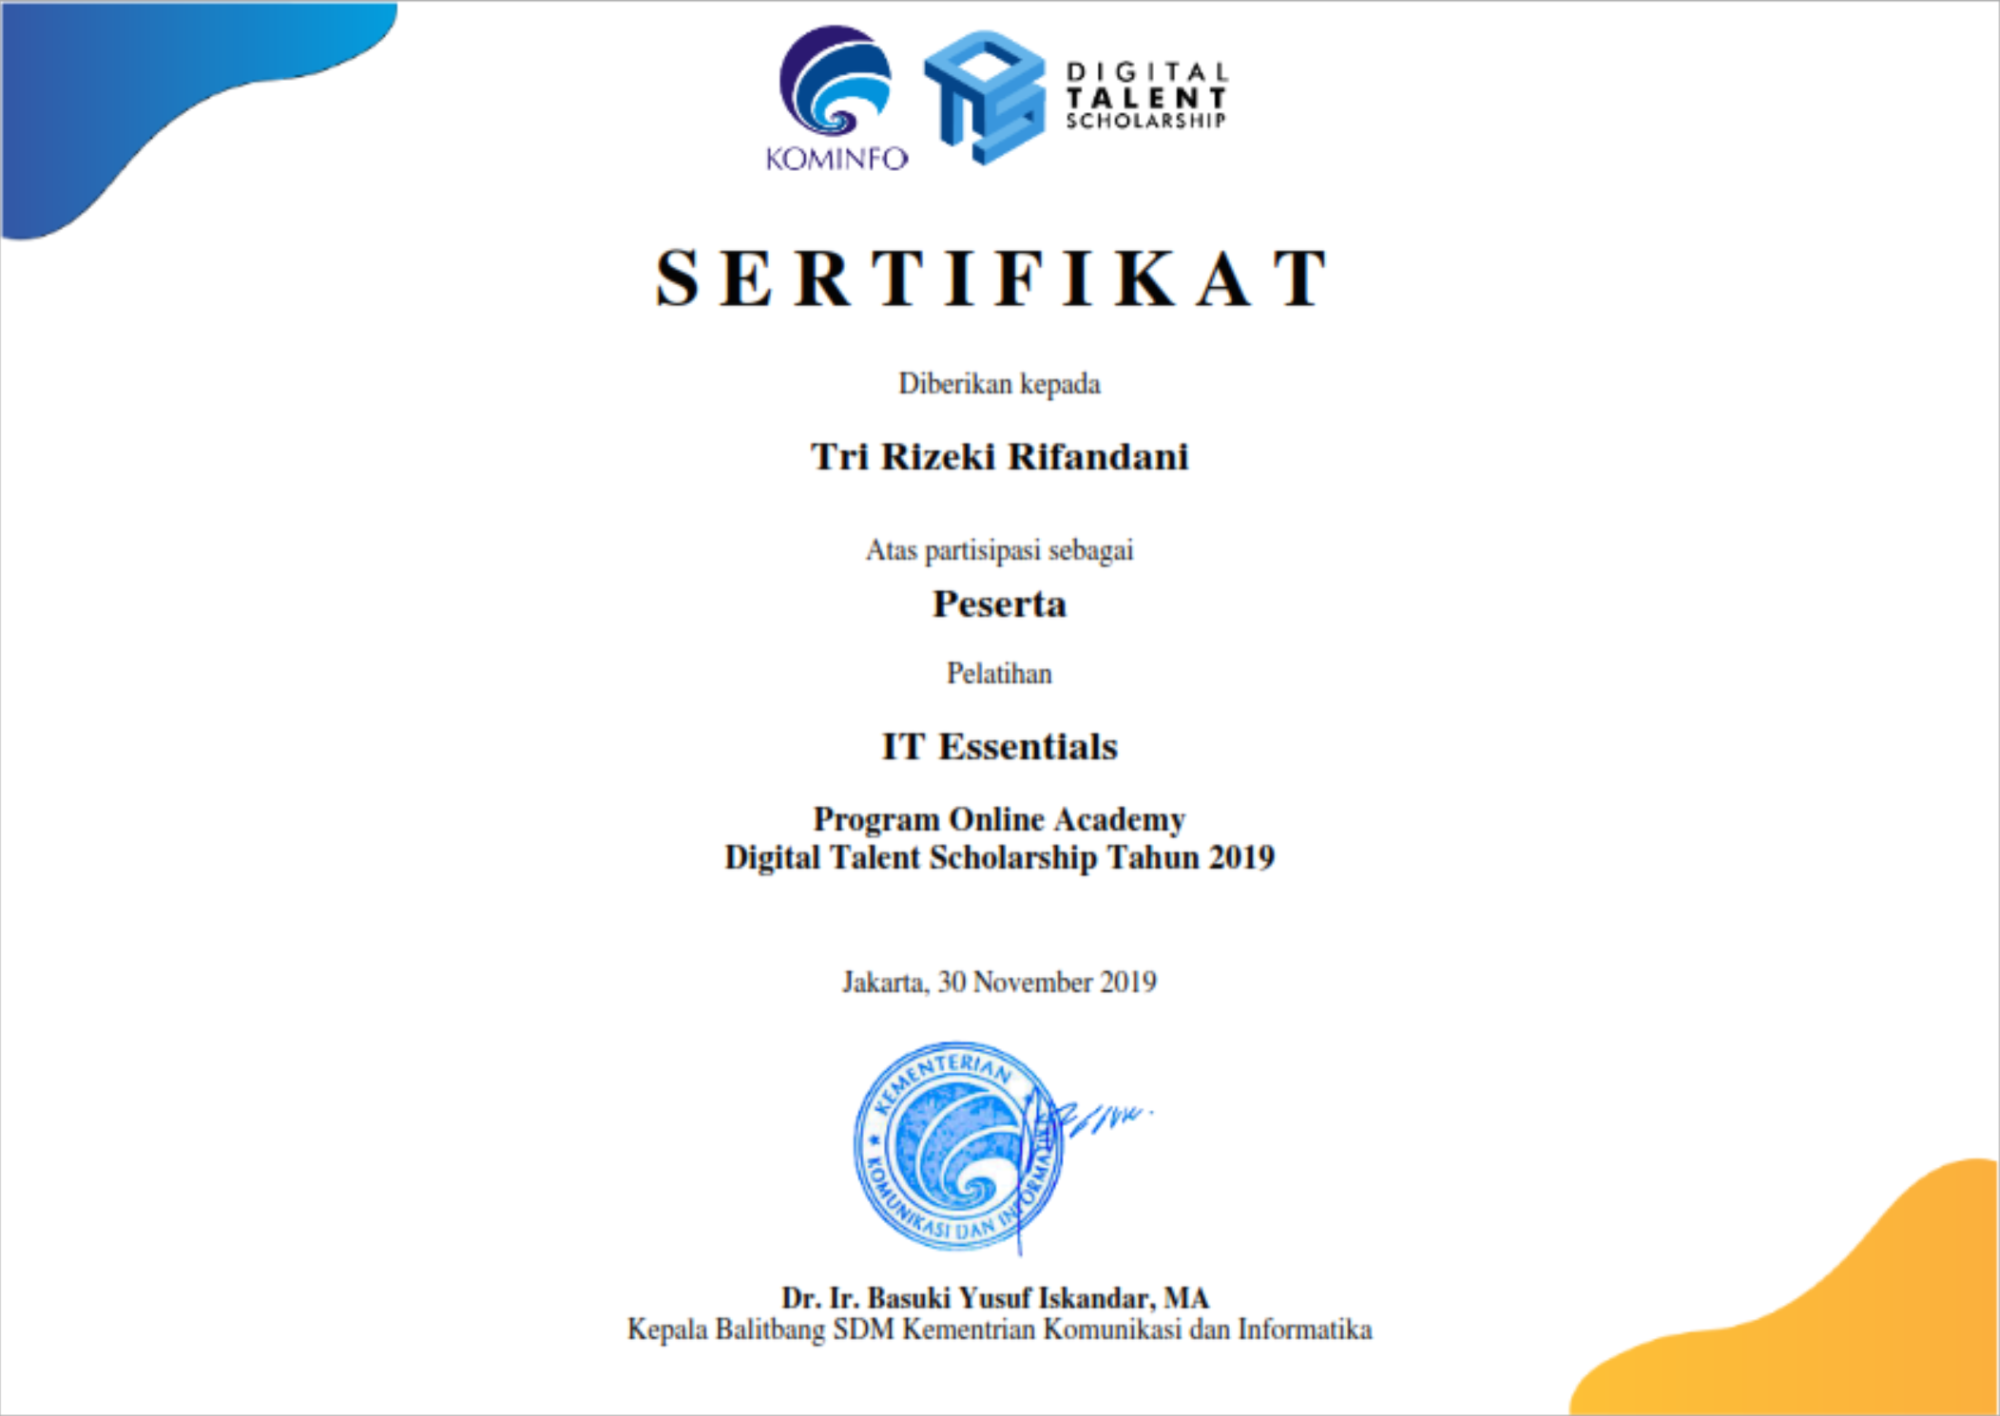 KOMINFO
DIGITAL
TALENT
SCHOLARSHIP
SERTIFIKAT
Diberikan kepada
Tri Rizeki Rifandani
Atas partisipasi sebagai
Peserta
Pelatihan
IT Essentials
Program Online Academy
Digital Talent Scholarship Tahun 2019
Jakarta, 30 November 2019
KEMENTERIAN
KOMUNIKASI DAN INFORMATIKA
Dr. Ir. Basuki Yusuf Iskandar, MA
Kepala Balitbang SDM Kementrian Komunikasi dan Informatika